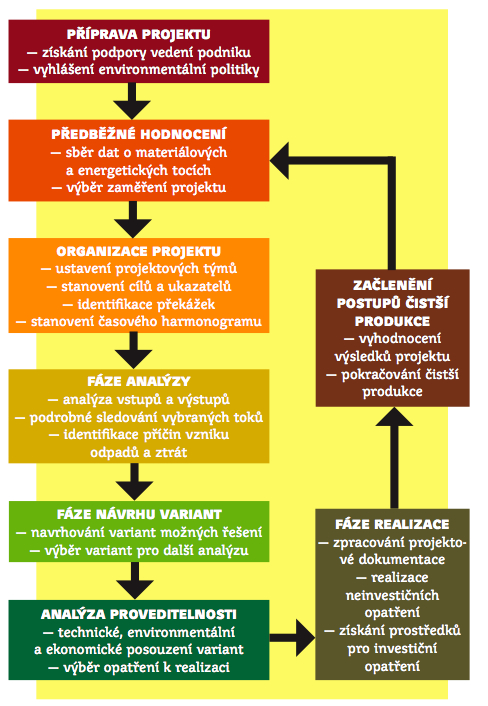 PŘÍPRAVA PROJEKTU
— získání podpory vedení podniku
— vyhlášení environmentální politiky
PŘEDBĚŽNÉ HODNOCENÍ
— sběr dat o materiálových
a energetických tocích
— výběr zaměření projektu
ORGANIZACE PROJEKTU
— ustavení projektových týmů
— stanovení cílů a ukazatelů
— identifikace překážek
— stanovení časového harmonogramu
FÁZE ANALÝZY
— analýza vstupů a výstupů
— podrobné sledování vybraných toků
— identifikace příčin vzniku
odpadů a ztrát
FÁZE NÁVRHU VARIANT
— navrhování variant možných řešení
— výběr variant pro další analýzu
ANALÝZA PROVEDITELNOSTI
— technické, environmentální
a ekonomické posouzení variant
— výběr opatření k realizaci
FÁZE REALIZACE
— zpracování projekto-
vé dokumentace
— realizace
neinvestičních
opatření
— získání prostředků
pro investiční
opatření
ZAČLENĚNÍ
POSTUPŮ ČISTŠÍ
PRODUKCE
— vyhodnocení
výsledků projektu
— pokračování čistší
produkce